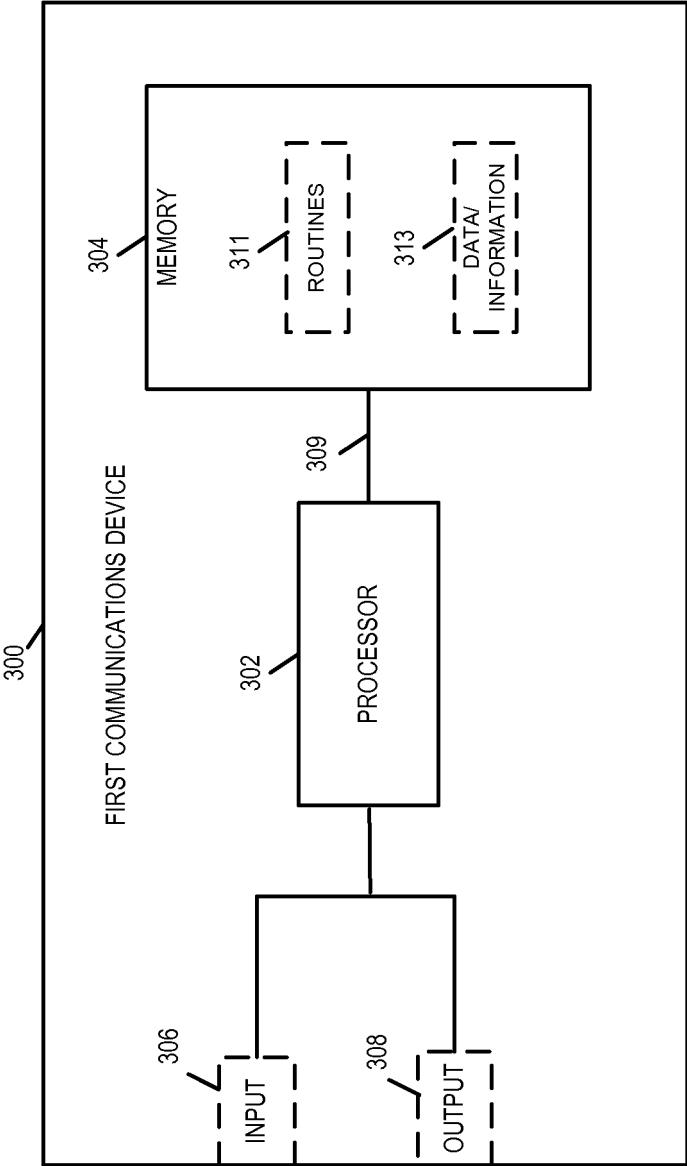 300
FIRST COMMUNICATIONS DEVICE
306
INPUT
308
OUTPUT
302
PROCESSOR
309
304
MEMORY
311
ROUTINES
313
DATA/
INFORMATION